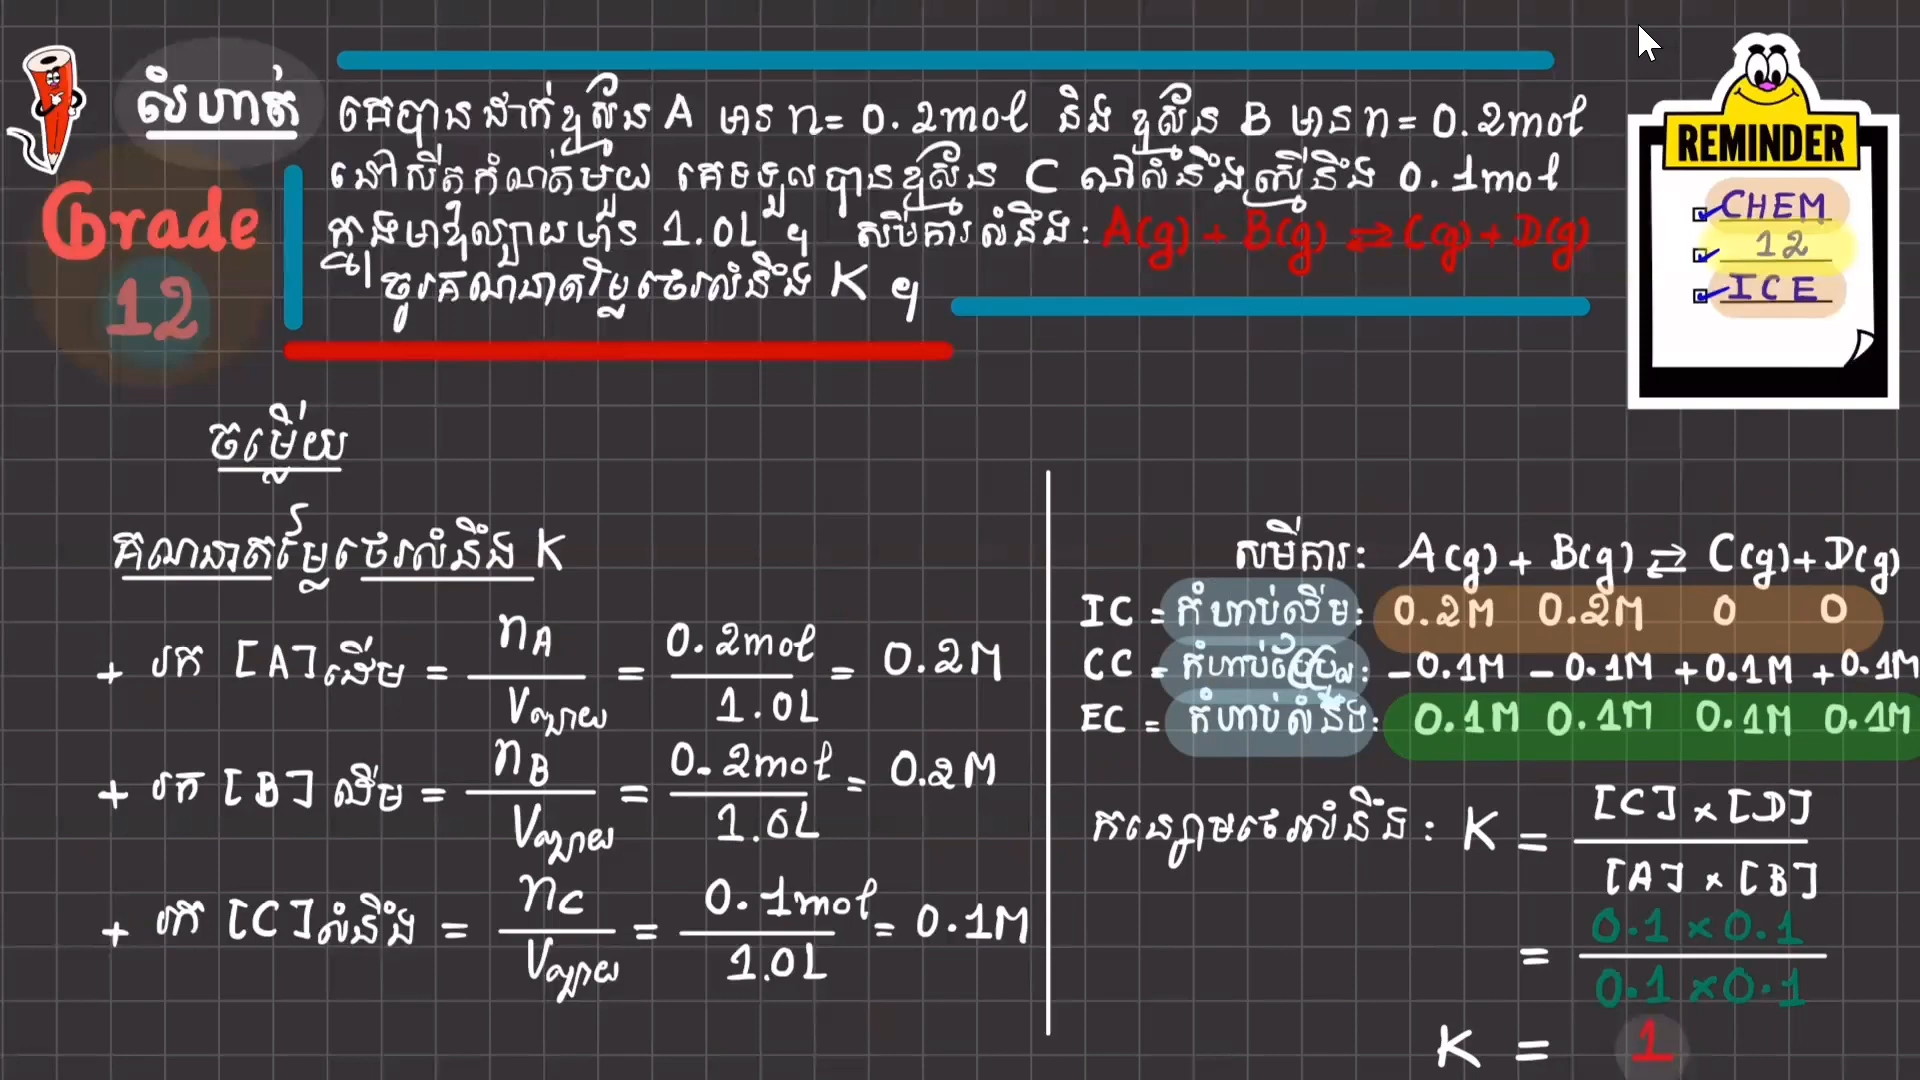 លំហាត់
Grade
12
គេបានដាក់ឧស្ម័ន A មាន n= 0.2mol និង ឧស្ម័ន B មាន n= 0.2mol
នៅសីតុកំណត់មួយ គេទទួលបានឧស្ម័ន C នៅលំនឹងស្មើនឹង 0.1mol
ក្នុងមាឌល្បាយមាន 1.0L ។ សមីការលំនឹង: A(g) + B(g) ⇄ C(g) + D(g)
ចូរគណនាតម្លៃថេរលំនឹង K ។
REMINDER
CHEM
12
ICE
ចម្លើយ
គណនាតម្លៃថេរលំនឹង K
+ រក [A]ដើម = nA / Vល្បាយ = 0.2mol / 1.0L = 0.2M
+ រក [B] ដើម = nB / Vល្បាយ = 0.2mol / 1.0L = 0.2M
+ រក [C]លំនឹង = nC / Vល្បាយ = 0.1mol / 1.0L = 0.1M
សមីការ: A(g) + B(g) ⇄ C(g) + D(g)
IC = កំហាប់ដើម: 0.2M 0.2M 0 0
CC = កំហាប់ប្រែប្រួល: -0.1M -0.1M +0.1M +0.1M
EC = កំហាប់លំនឹង: 0.1M 0.1M 0.1M 0.1M
កន្សោមថេរលំនឹង: K = [C] × [D] / [A] × [B]
= 0.1 × 0.1 / 0.1 × 0.1
K = 1